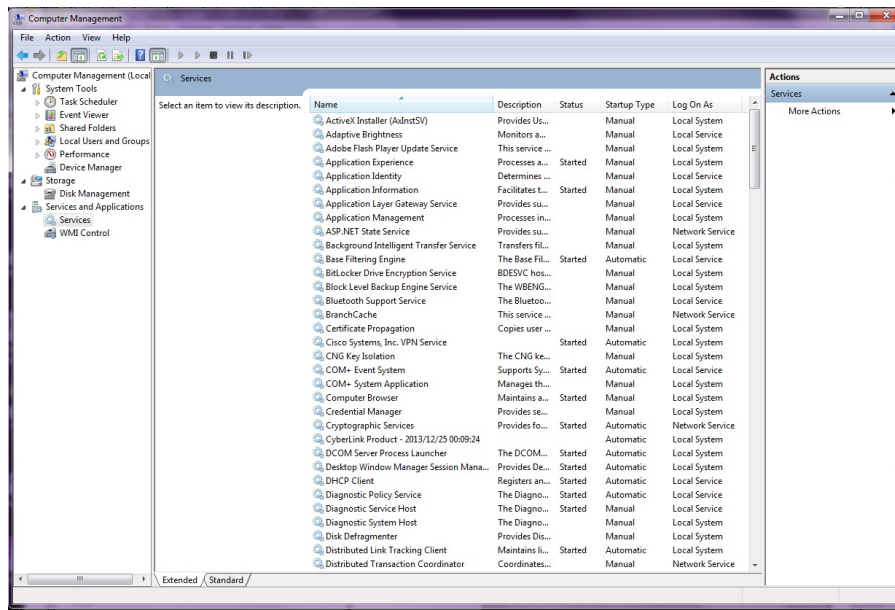 Computer Management
File Action View Help
Computer Management (Local
System Tools
Task Scheduler
Event Viewer
Shared Folders
Local Users and Groups
Performance
Device Manager
Storage
Disk Management
Services and Applications
Services
WMI Control
Services
Select an item to view its description.
Name Description Status Startup Type Log On As
ActiveX Installer (AxInstSV) Provides Us... Manual Local System
Adaptive Brightness Monitors a... Manual Local Service
Adobe Flash Player Update Service This service ... Manual Local System
Application Experience Processes a... Started Manual Local System
Application Identity Determines ... Manual Local Service
Application Information Facilitates t... Started Manual Local System
Application Layer Gateway Service Provides su... Manual Local Service
Application Management Processes in... Manual Local System
ASP.NET State Service Provides su... Manual Network Service
Background Intelligent Transfer Service Transfers fil... Manual Local System
Base Filtering Engine The Base Fil... Started Automatic Local Service
BitLocker Drive Encryption Service BDESVC hos... Manual Local System
Block Level Backup Engine Service The WBENG... Manual Local System
Bluetooth Support Service The Bluetoo... Manual Local Service
BranchCache This service ... Manual Network Service
Certificate Propagation Copies user ... Manual Local System
Cisco Systems, Inc. VPN Service Started Automatic Local System
CNG Key Isolation The CNG ke... Manual Local System
COM+ Event System Supports Sy... Started Automatic Local Service
COM+ System Application Manages th... Manual Local System
Computer Browser Maintains a... Started Manual Local System
Credential Manager Provides se... Manual Local System
Cryptographic Services Provides fo... Started Automatic Network Service
CyberLink Product - 2013/12/25 00:09:24 Automatic Local System
DCOM Server Process Launcher The DCOM... Started Automatic Local System
Desktop Window Manager Session Mana... Provides De... Started Automatic Local System
DHCP Client Registers an... Started Automatic Local Service
Diagnostic Policy Service The Diagno... Started Automatic Local Service
Diagnostic Service Host The Diagno... Started Manual Local Service
Diagnostic System Host The Diagno... Manual Local System
Disk Defragmenter Provides Dis... Manual Local System
Distributed Link Tracking Client Maintains li... Started Automatic Local System
Distributed Transaction Coordinator Coordinates... Manual Network Service
Extended Standard
Actions
Services
More Actions